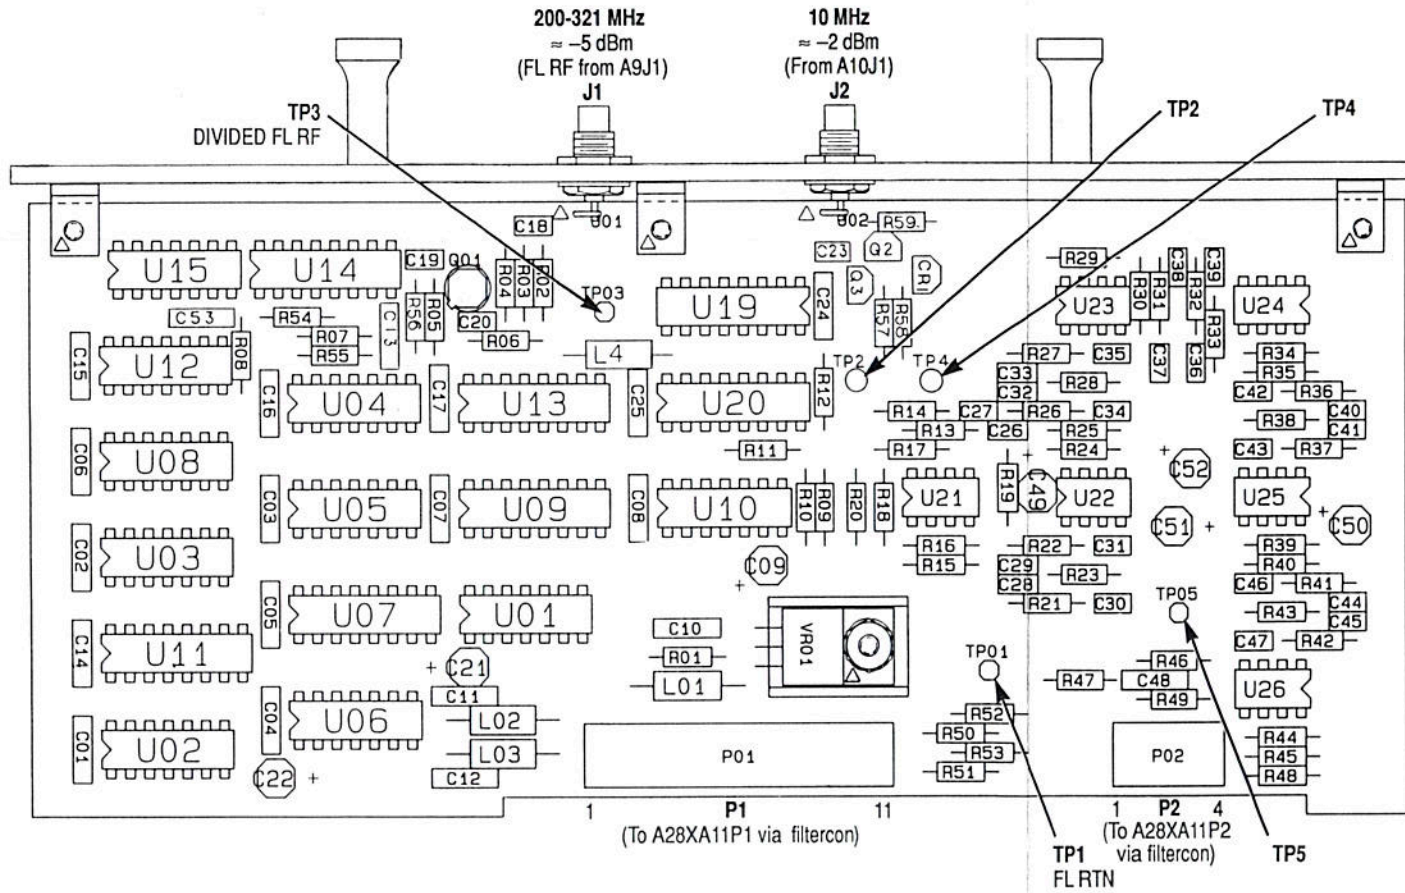 200-321 MHz
≈ –5 dBm
(FL RF from A9J1)
J1
10 MHz
≈ –2 dBm
(From A10J1)
J2
TP3
DIVIDED FL RF
TP2
TP4
J01
J02
R59
C18
Q2
C23
Q3
CR1
U15
U14
C19
Q01
R04
R03
R02
TP03
U19
C24
R57
R58
R29
U23
R30
R31
C38
R32
C39
R33
U24
C53
R54
R07
R55
C13
R56
R05
C20
R06
L4
C15
U12
R08
TP2
TP4
R27
C35
C37
C36
R34
R35
C33
C32
R28
C42
R36
C16
U04
C17
U13
C25
U20
R12
R14
C27
R26
C34
R13
C26
R25
R38
C40
C41
R11
R17
R24
C43
R37
C06
U08
C52
C03
U05
C07
U09
C08
U10
R10
R09
R20
R18
U21
R19
C49
U22
U25
C51
C50
C02
U03
C09
R16
R15
R22
C31
C29
C28
R23
R39
R40
C46
R41
C05
U07
U01
R21
C30
TP05
R43
C44
C45
C14
U11
C10
VR01
C47
R42
C21
R01
TP01
R46
C11
L01
R47
C48
R49
U26
C01
U02
C04
U06
L02
R52
R50
L03
P01
R53
P02
R44
R45
C22
C12
R51
R48
1
P1
11
1
P2
4
(To A28XA11P1 via filtercon)
(To A28XA11P2
via filtercon)
TP1
FL RTN
TP5